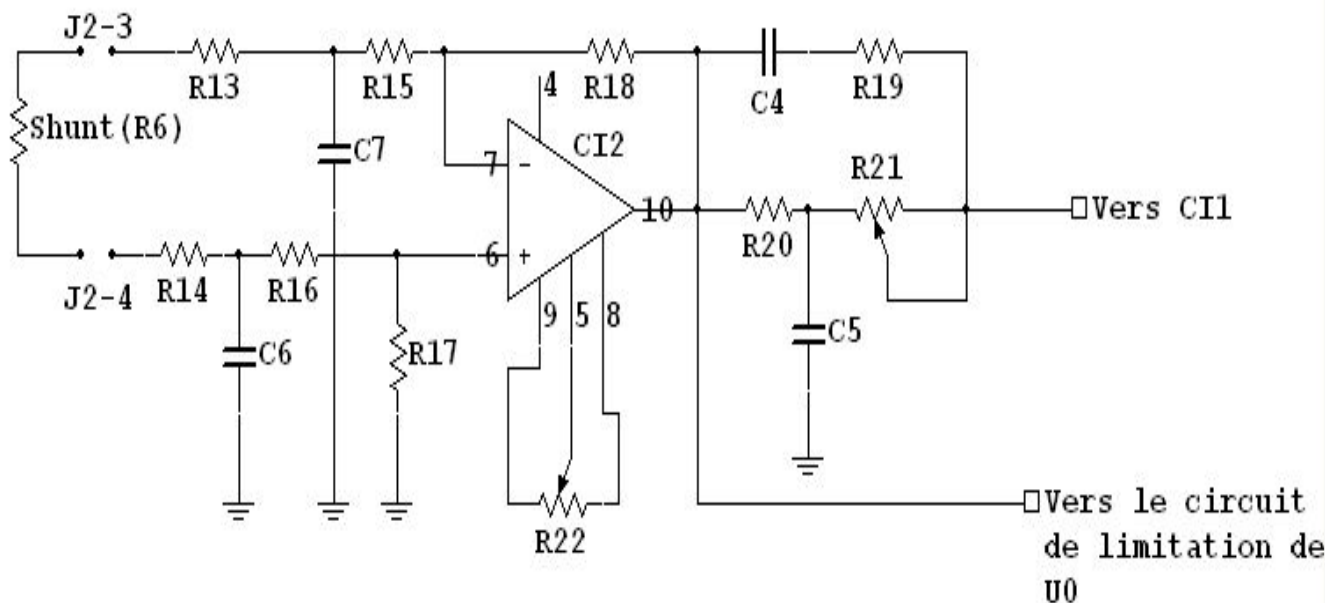 J2-3
R13
R15
R18
C4
R19
4
Shunt(R6)
C7
CI2
7
-
R21
10
Vers CI1
R20
6
+
R14
R16
J2-4
9
5
8
C5
C6
R17
R22
Vers le circuit
de limitation de
U0